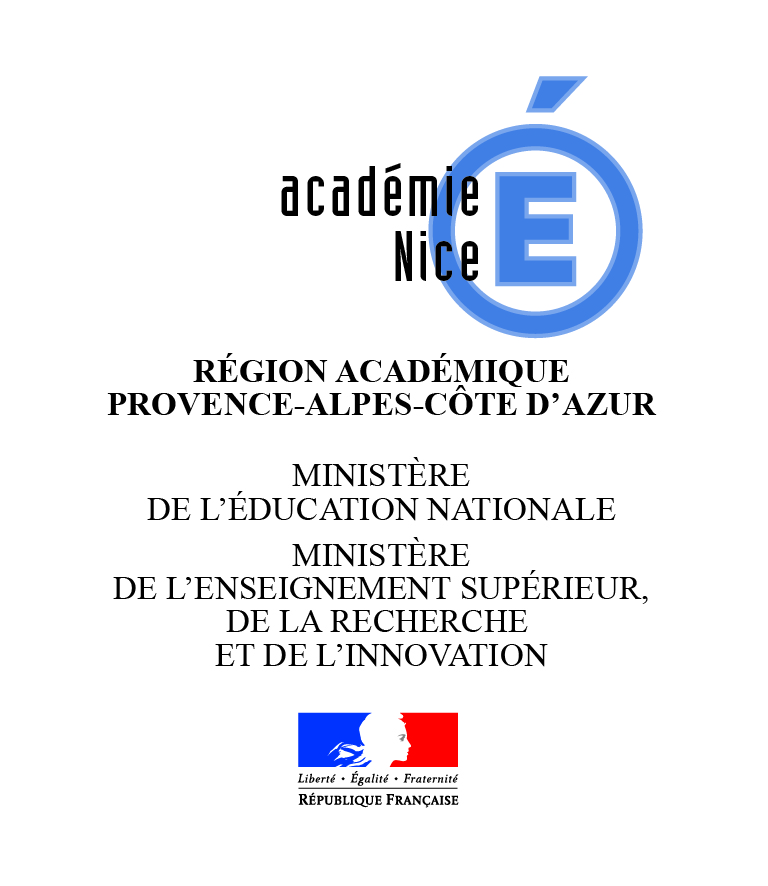 académie
Nice
É
RÉGION ACADÉMIQUE
PROVENCE-ALPES-CÔTE D’AZUR
MINISTÈRE
DE L’ÉDUCATION NATIONALE
MINISTÈRE
DE L’ENSEIGNEMENT SUPÉRIEUR,
DE LA RECHERCHE
ET DE L’INNOVATION
Liberté • Égalité • Fraternité
RÉPUBLIQUE FRANÇAISE